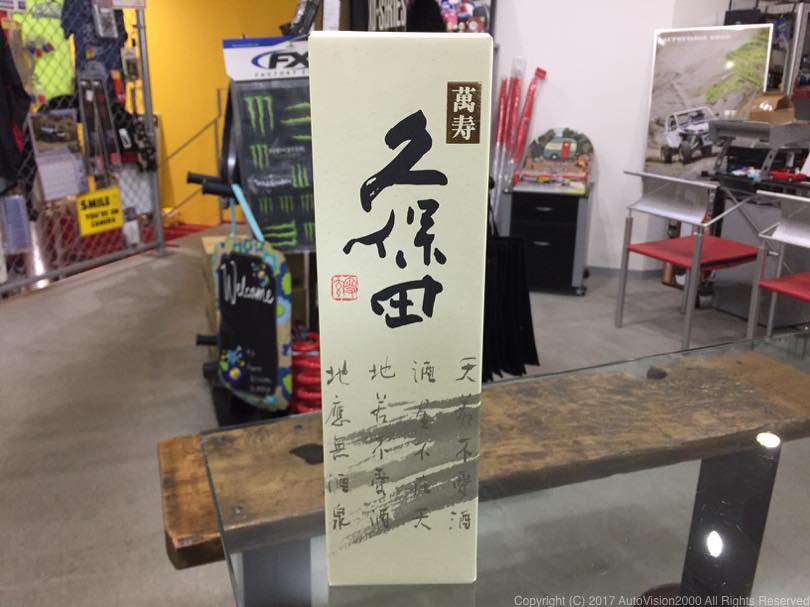 萬寿
久保田
天若不愛酒
酒星不在天
地若不愛酒
地應無酒泉
FX
FACTORY
SMILE
YOU'RE ON
CAMERA
Welcome
Copyright (C) 2017 AutoVision2000 All Rights Reserved